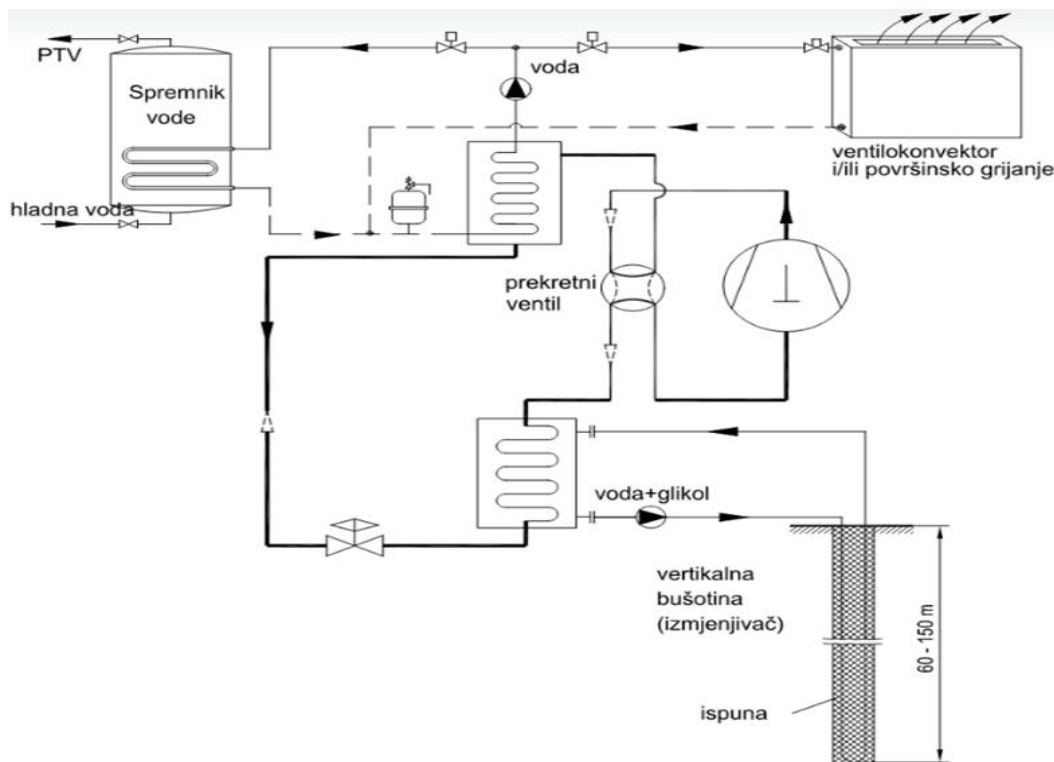 PTV
Spremnik
vode
hladna voda
voda
ventilokonvektor
i/ili površinsko grijanje
prekretni
ventil
voda+glikol
vertikalna
bušotina
(izmjenjivač)
60 - 150 m
ispuna